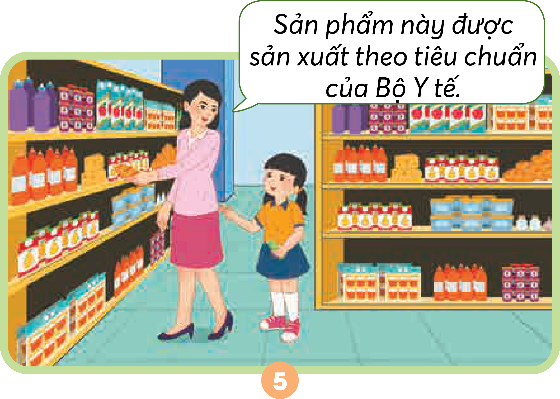 Sản phẩm này được
sản xuất theo tiêu chuẩn
của Bộ Y tế.
5